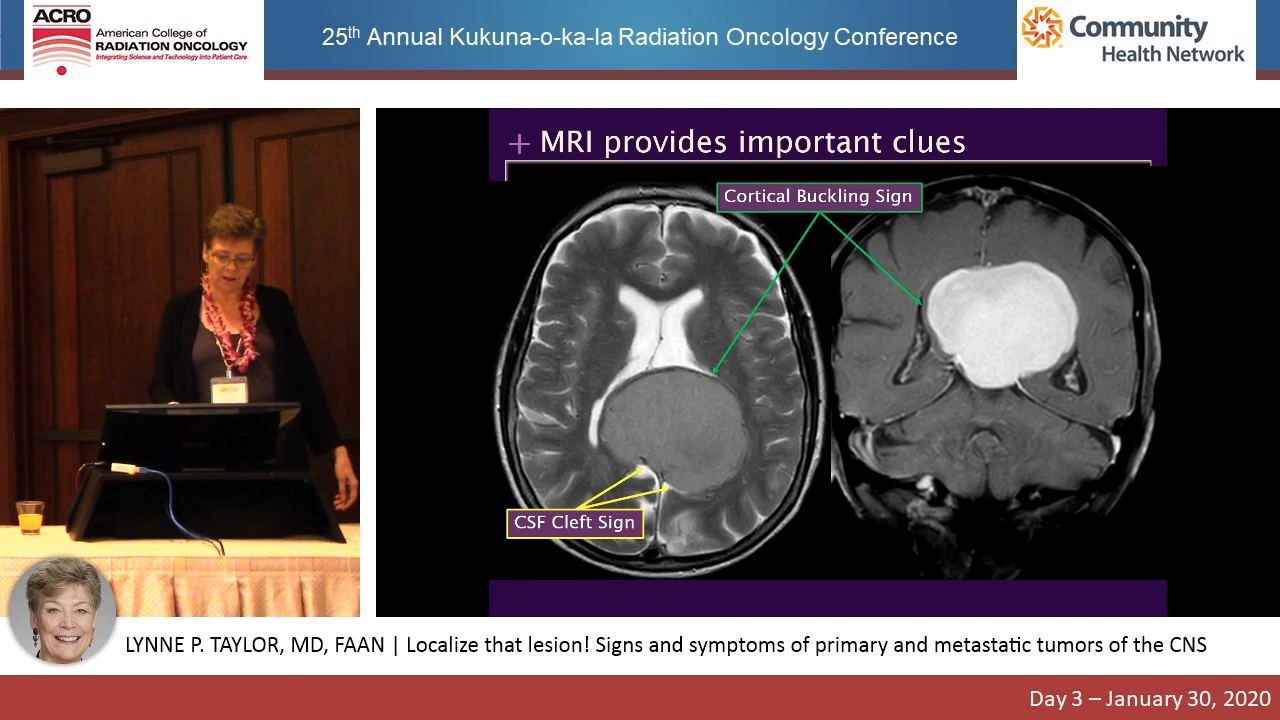 ACRO
American College of
RADIATION ONCOLOGY
Integrating Science and Technology into Patient Care
25th Annual Kukuna-o-ka-la Radiation Oncology Conference
Community
Health Network
+ MRI provides important clues
Cortical Buckling Sign
CSF Cleft Sign
LYNNE P. TAYLOR, MD, FAAN | Localize that lesion! Signs and symptoms of primary and metastatic tumors of the CNS
Day 3 – January 30, 2020